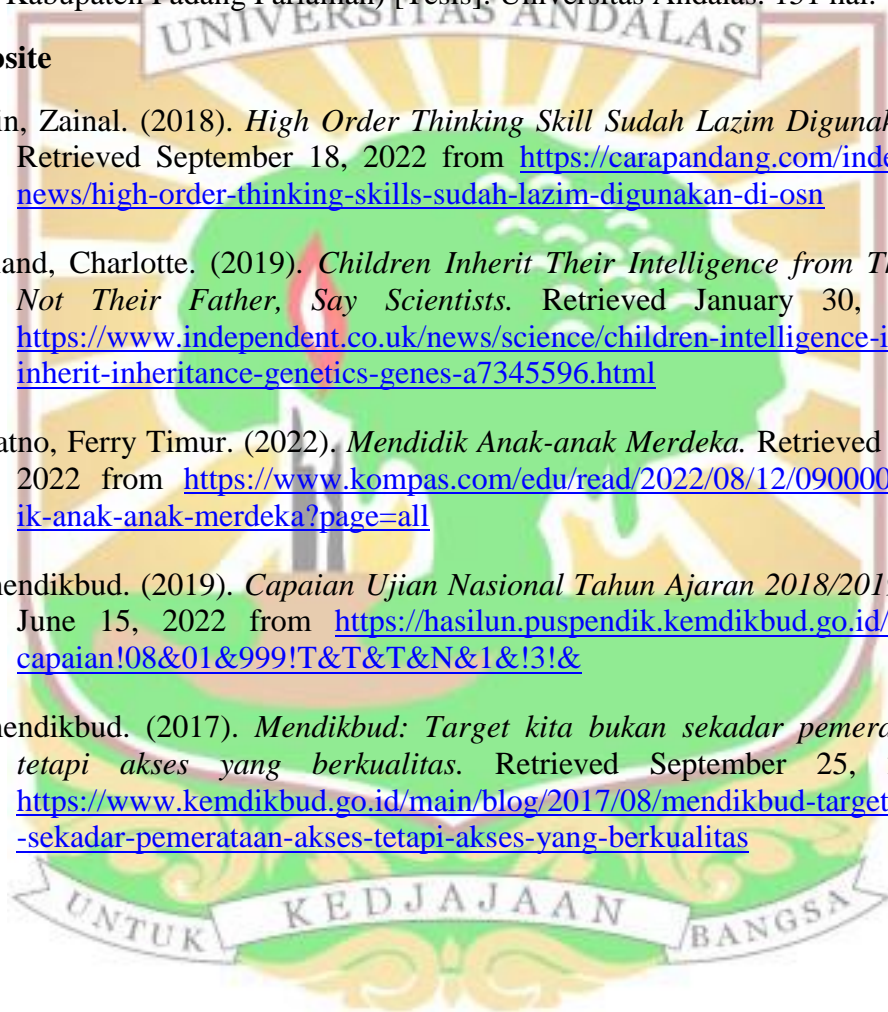 Kabupaten Padang Pariaman) [Tesis]. Universitas Andalas. 131 hal.
UNIVERSITAS ANDALAS
bsite
in, Zainal. (2018). High Order Thinking Skill Sudah Lazim Digunak
Retrieved September 18, 2022 from https://carapandang.com/inde
news/high-order-thinking-skills-sudah-lazim-digunakan-di-osn
and, Charlotte. (2019). Children Inherit Their Intelligence from Th
Not Their Father, Say Scientists. Retrieved January 30,
https://www.independent.co.uk/news/science/children-intelligence-i
inherit-inheritance-genetics-genes-a7345596.html
atno, Ferry Timur. (2022). Mendidik Anak-anak Merdeka. Retrieved
2022 from https://www.kompas.com/edu/read/2022/08/12/090000
ik-anak-anak-merdeka?page=all
nendikbud. (2019). Capaian Ujian Nasional Tahun Ajaran 2018/201
June 15, 2022 from https://hasilun.puspendik.kemdikbud.go.id/
capaian!08&01&999!T&T&T&N&1&!3!&
nendikbud. (2017). Mendikbud: Target kita bukan sekadar pemera
tetapi akses yang berkualitas. Retrieved September 25,
https://www.kemdikbud.go.id/main/blog/2017/08/mendikbud-target
-sekadar-pemerataan-akses-tetapi-akses-yang-berkualitas
UNTUK KEDJAJAAN BANGSA